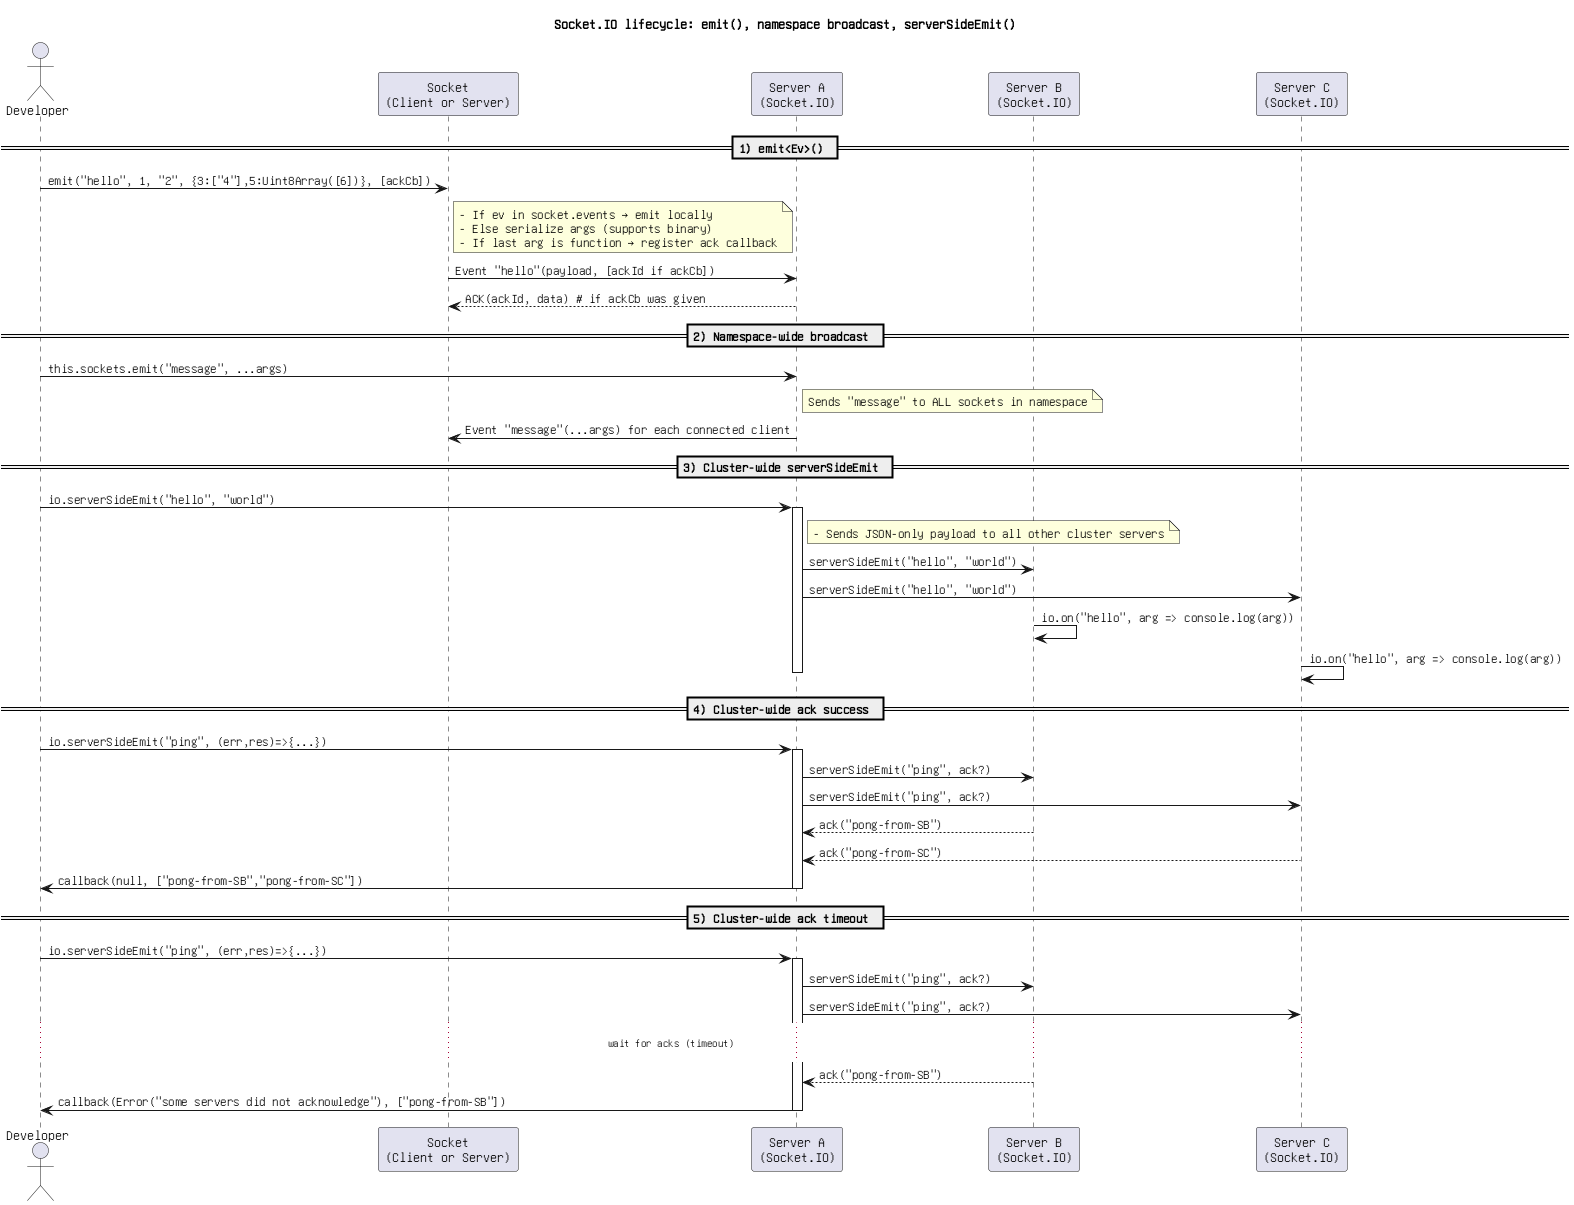 Socket.IO lifecycle: emit(), namespace broadcast, serverSideEmit()
Developer
Socket
(Client or Server)
Server A
(Socket.IO)
Server B
(Socket.IO)
Server C
(Socket.IO)
1) emit<Ev>()
emit("hello", 1, "2", {3:["4"],5:Uint8Array([6])}, [ackCb])
- If ev in socket.events → emit locally
- Else serialize args (supports binary)
- If last arg is function → register ack callback
Event "hello"(payload, [ackId if ackCb])
ACK(ackId, data) # if ackCb was given
2) Namespace-wide broadcast
this.sockets.emit("message", ...args)
Sends "message" to ALL sockets in namespace
Event "message"(...args) for each connected client
3) Cluster-wide serverSideEmit
io.serverSideEmit("hello", "world")
- Sends JSON-only payload to all other cluster servers
serverSideEmit("hello", "world")
serverSideEmit("hello", "world")
io.on("hello", arg => console.log(arg))
io.on("hello", arg => console.log(arg))
4) Cluster-wide ack success
io.serverSideEmit("ping", (err,res)=>{...})
serverSideEmit("ping", ack?)
serverSideEmit("ping", ack?)
ack("pong-from-SB")
ack("pong-from-SC")
callback(null, ["pong-from-SB","pong-from-SC"])
5) Cluster-wide ack timeout
io.serverSideEmit("ping", (err,res)=>{...})
serverSideEmit("ping", ack?)
serverSideEmit("ping", ack?)
wait for acks (timeout)
ack("pong-from-SB")
callback(Error("some servers did not acknowledge"), ["pong-from-SB"])
Developer
Socket
(Client or Server)
Server A
(Socket.IO)
Server B
(Socket.IO)
Server C
(Socket.IO)